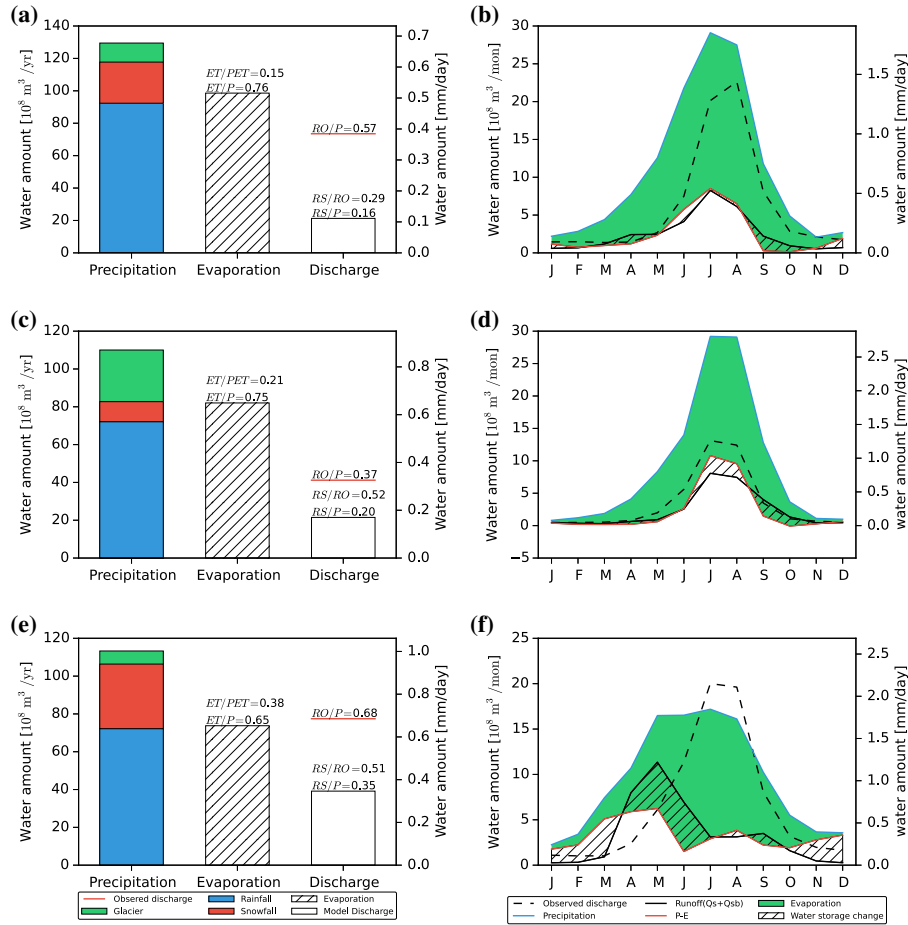 (a)
140
120
100
80
60
40
20
0
Water amount [10⁸ m³ /yr]
ET/PET=0.15
ET/P=0.76
RO/P=0.57
RS/RO=0.29
RS/P=0.16
0.7
0.6
0.5
0.4
0.3
0.2
0.1
0.0
Water amount [mm/day]
Precipitation Evaporation Discharge
(b)
30
25
20
15
10
5
0
Water amount [10⁸ m³ /mon]
1.5
1.0
0.5
0.0
water amount [mm/day]
J F M A M J J A S O N D
(c)
120
100
80
60
40
20
0
Water amount [10⁸ m³ /yr]
ET/PET=0.21
ET/P=0.75
RO/P=0.37
RS/RO=0.52
RS/P=0.20
0.8
0.6
0.4
0.2
0.0
Water amount [mm/day]
Precipitation Evaporation Discharge
(d)
30
25
20
15
10
5
0
−5
Water amount [10⁸ m³ /mon]
2.5
2.0
1.5
1.0
0.5
0.0
water amount [mm/day]
J F M A M J J A S O N D
(e)
120
100
80
60
40
20
0
Water amount [10⁸ m³ /yr]
ET/PET=0.38
ET/P=0.65
RO/P=0.68
RS/RO=0.51
RS/P=0.35
1.0
0.8
0.6
0.4
0.2
0.0
Water amount [mm/day]
Precipitation Evaporation Discharge
Obsered discharge Rainfall Evaporation
Glacier Snowfall Model Discharge
(f)
25
20
15
10
5
0
Water amount [10⁸ m³ /mon]
2.5
2.0
1.5
1.0
0.5
0.0
water amount [mm/day]
J F M A M J J A S O N D
Observed discharge Runoff(Qs+Qsb) Evaporation
Precipitation P-E Water storage change